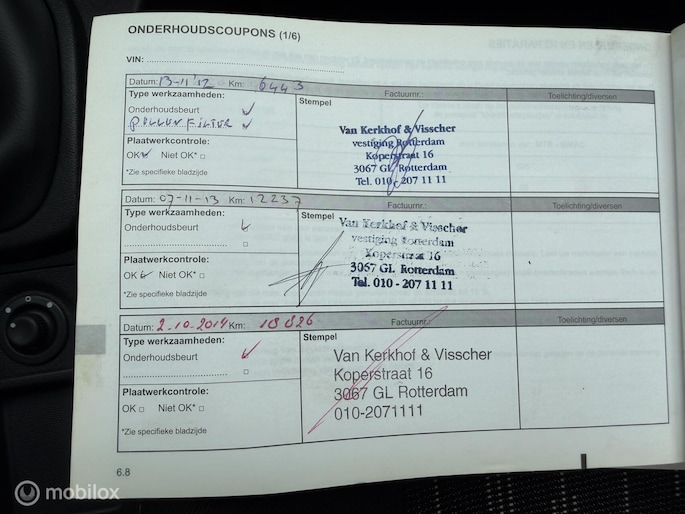 ONDERHOUDSCOUPONS (1/6)
VIN:
Datum: 13-11-'12 Km: 6443 Factuurnr.: Toelichting/diversen
Type werkzaamheden:
Stempel
Onderhoudsbeurt
POLLENFILTER
Plaatwerkcontrole:
OK Niet OK*
*Zie specifieke bladzijde
Van Kerkhof & Visscher
vestiging Rotterdam
Koperstraat 16
3067 GL Rotterdam
Tel. 010-207 11 11
Datum: 07-11-13 Km: 12237 Factuurnr.: Toelichting/diversen
Type werkzaamheden:
Stempel
Onderhoudsbeurt
Plaatwerkcontrole:
OK Niet OK*
*Zie specifieke bladzijde
Van Kerkhof & Visscher
vestiging Rotterdam
Koperstraat 16
3067 GL Rotterdam
Tel. 010 - 207 11 11
Datum: 2-10-2014 Km: 18826 Factuurnr.: Toelichting/diversen
Type werkzaamheden:
Stempel
Onderhoudsbeurt
Plaatwerkcontrole:
OK Niet OK*
*Zie specifieke bladzijde
Van Kerkhof & Visscher
Koperstraat 16
3067 GL Rotterdam
010-2071111
6.8
mobilox